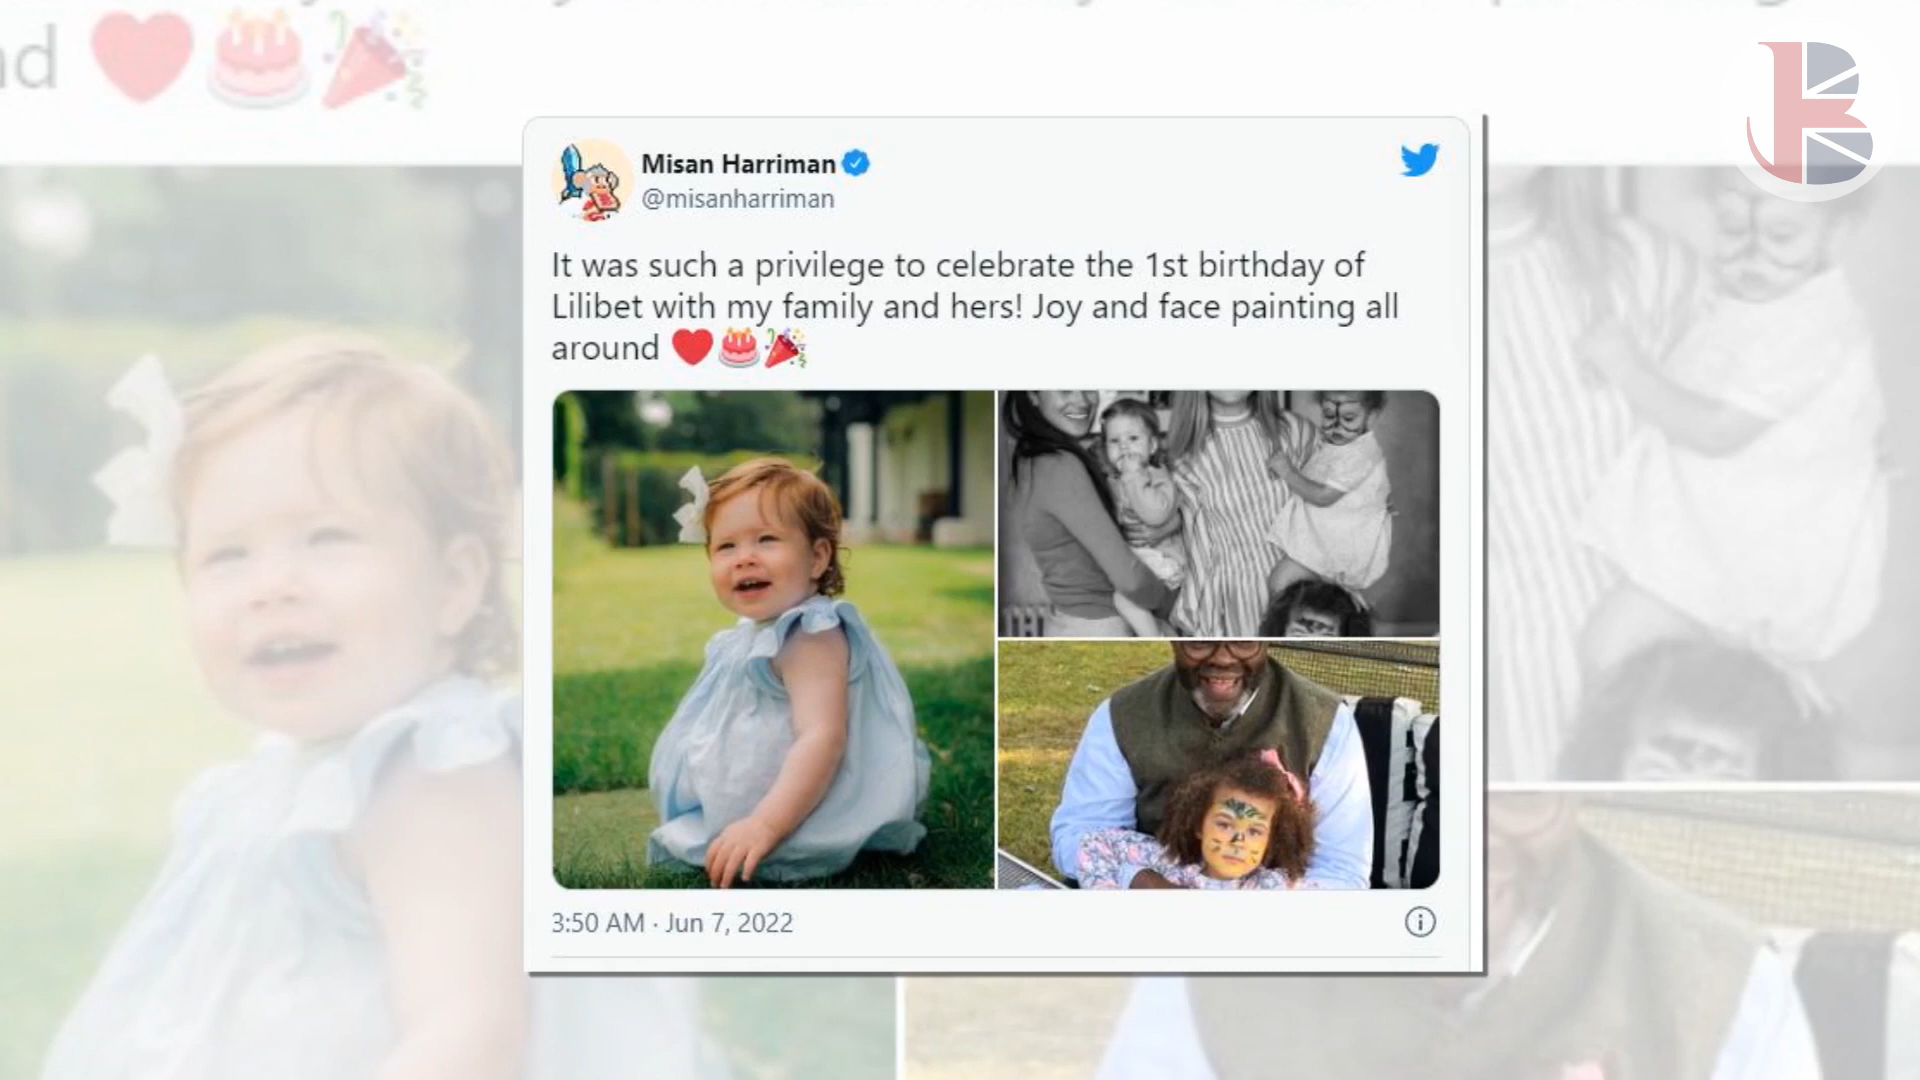 nd ❤️🎂🎉
Misan Harriman
@misanharriman
It was such a privilege to celebrate the 1st birthday of
Lilibet with my family and hers! Joy and face painting all
around ❤️🎂🎉
3:50 AM · Jun 7, 2022